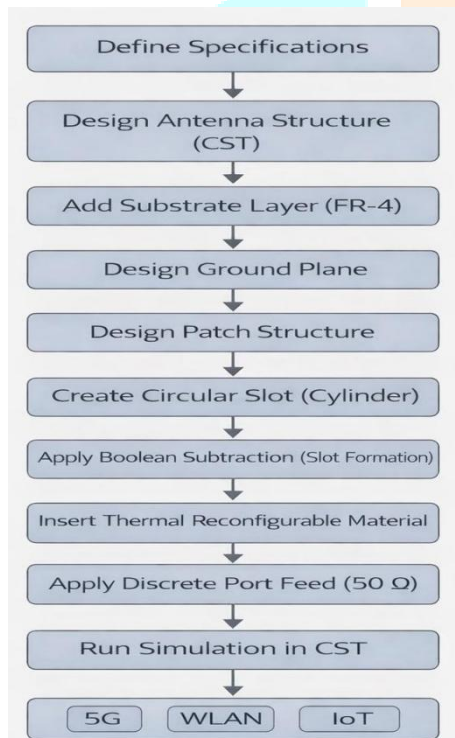 Define Specifications
Design Antenna Structure
(CST)
Add Substrate Layer (FR-4)
Design Ground Plane
Design Patch Structure
Create Circular Slot (Cylinder)
Apply Boolean Subtraction (Slot Formation)
Insert Thermal Reconfigurable Material
Apply Discrete Port Feed (50 Ω)
Run Simulation in CST
5G WLAN IoT